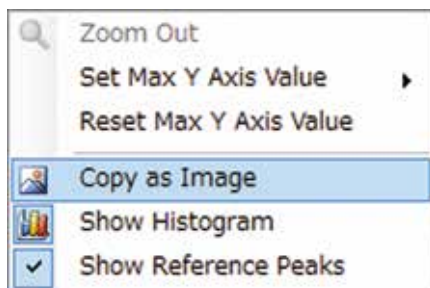 Zoom Out
Set Max Y Axis Value
Reset Max Y Axis Value
Copy as Image
Show Histogram
Show Reference Peaks